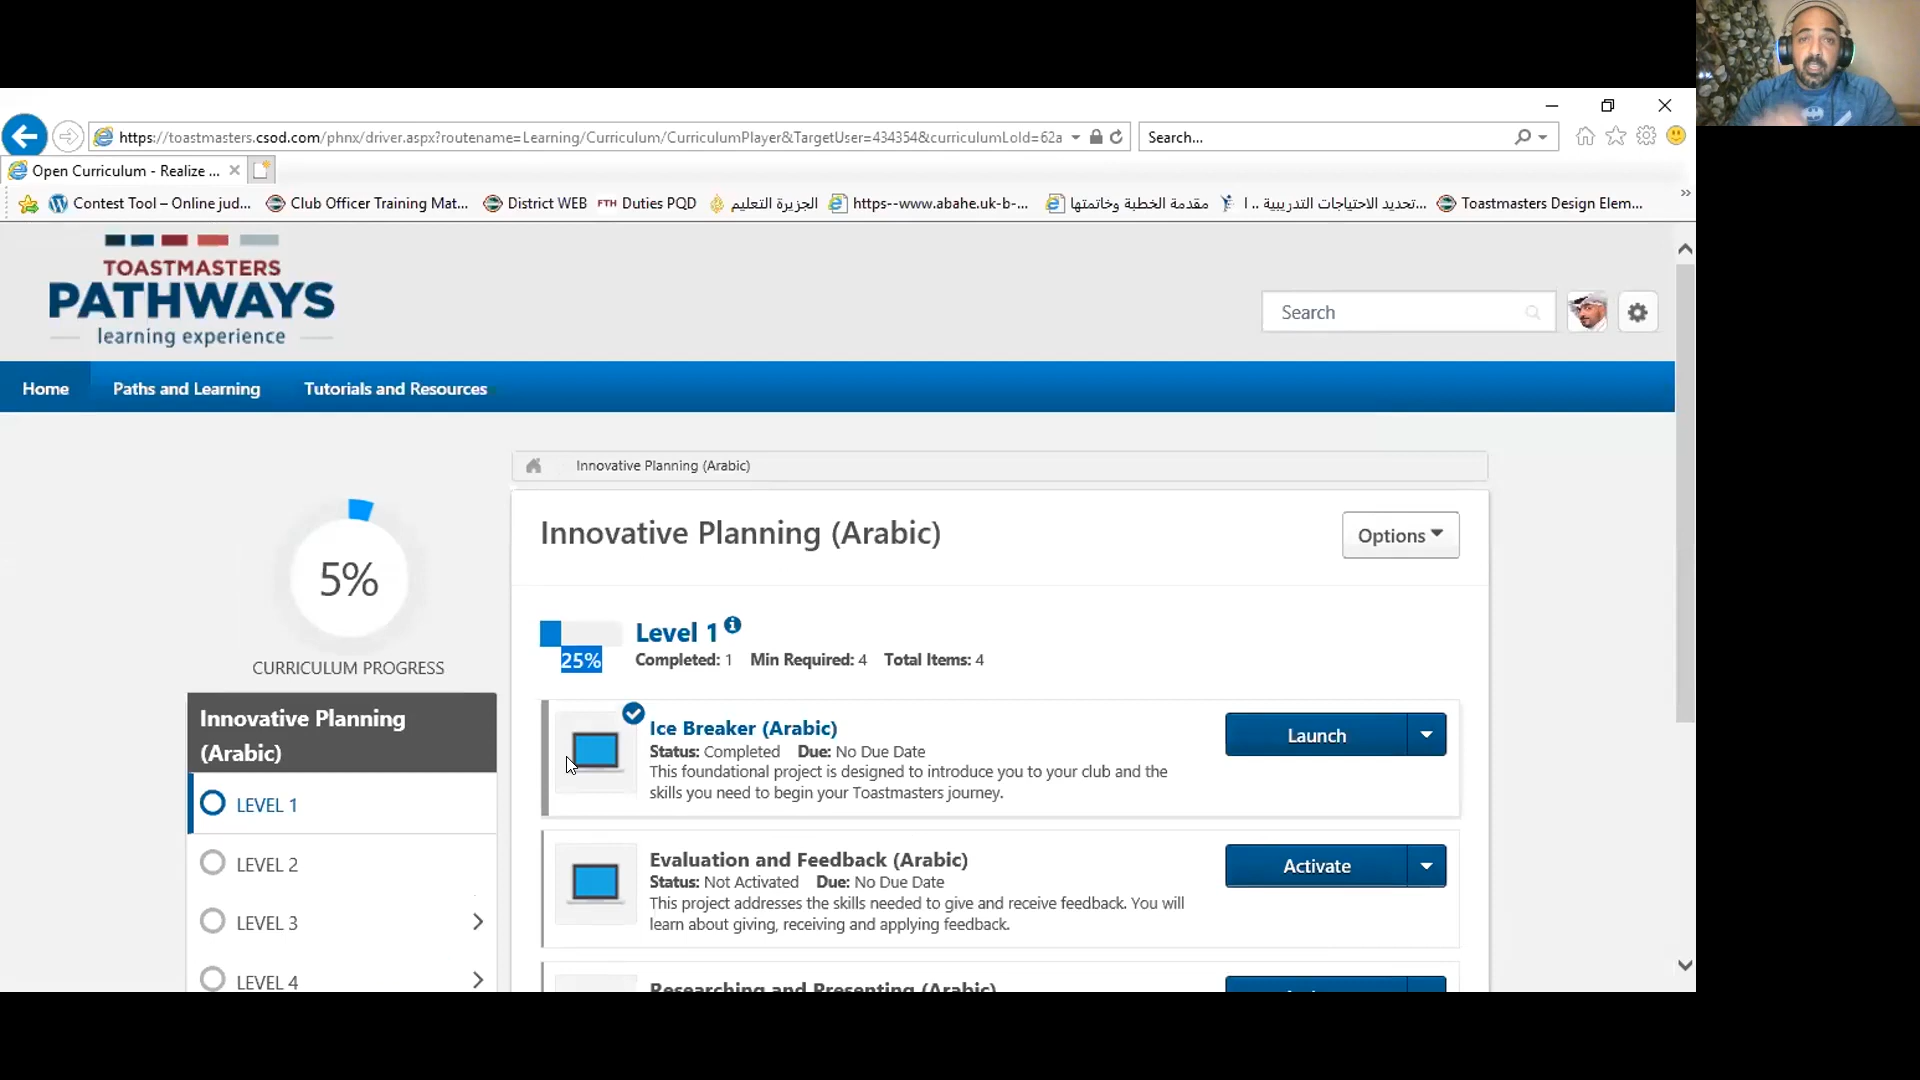 https://toastmasters.csod.com/phnx/driver.aspx?routename=Learning/Curriculum/CurriculumPlayer&TargetUser=434354&curriculumLoId=62a
Search...
Open Curriculum - Realize ...
Contest Tool – Online jud...
Club Officer Training Mat...
District WEB
FTH Duties PQD
الجزيرة التعليم
https--www.abahe.uk-b-...
مقدمة الخطبة وخاتمتها
تحديد الاحتياجات التدريبية .. ا...
Toastmasters Design Elem...
TOASTMASTERS
PATHWAYS
learning experience
Search
Home
Paths and Learning
Tutorials and Resources
Innovative Planning (Arabic)
5%
CURRICULUM PROGRESS
Innovative Planning
(Arabic)
LEVEL 1
LEVEL 2
LEVEL 3
LEVEL 4
Innovative Planning (Arabic)
Options
25%
Level 1
Completed: 1 Min Required: 4 Total Items: 4
Ice Breaker (Arabic)
Status: Completed Due: No Due Date
This foundational project is designed to introduce you to your club and the
skills you need to begin your Toastmasters journey.
Launch
Evaluation and Feedback (Arabic)
Status: Not Activated Due: No Due Date
This project addresses the skills needed to give and receive feedback. You will
learn about giving, receiving and applying feedback.
Activate
Researching and Presenting (Arabic)